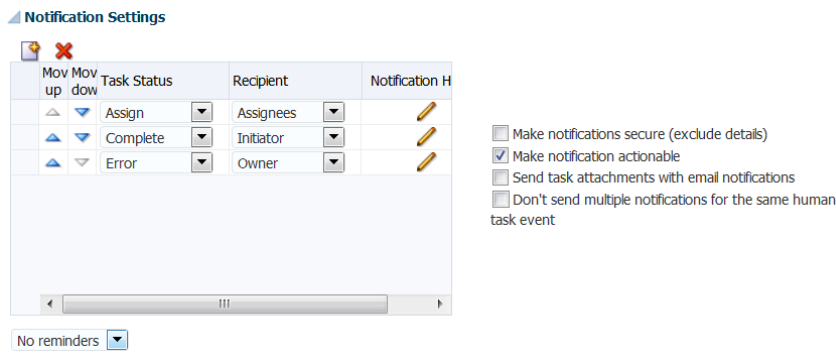 Notification Settings
Mov up Mov dow Task Status Recipient Notification H
Assign Assignees
Complete Initiator
Error Owner
Make notifications secure (exclude details)
Make notification actionable
Send task attachments with email notifications
Don't send multiple notifications for the same human
task event
No reminders